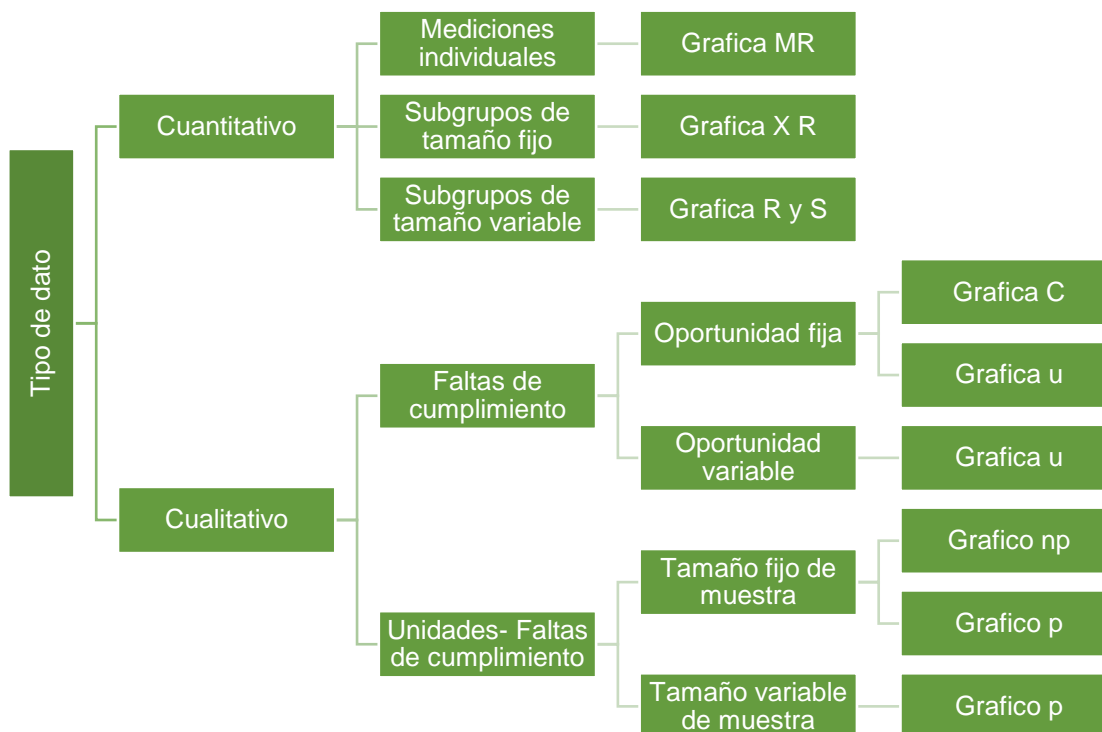 Tipo de dato
Cuantitativo
Mediciones
individuales
Grafica MR
Subgrupos de
tamaño fijo
Grafica X R
Subgrupos de
tamaño variable
Grafica R y S
Cualitativo
Faltas de
cumplimiento
Oportunidad fija
Grafica C
Grafica u
Oportunidad
variable
Grafica u
Unidades- Faltas
de cumplimiento
Tamaño fijo de
muestra
Grafico np
Grafico p
Tamaño variable
de muestra
Grafico p